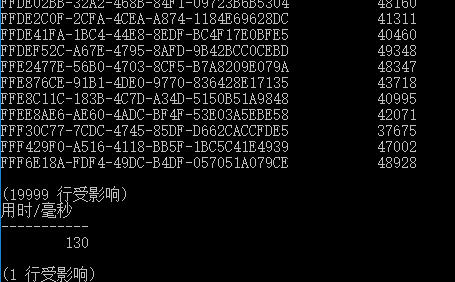 FFDE02BB-32A2-468B-84F1-09723B6B5304 48160
FFDE2C0F-2CFA-4CEA-A874-1184E69628DC 41311
FFDE41FA-1BC4-44E8-8EDF-BC4F17E0BFE5 40460
FFDEF52C-A67E-4795-8AFD-9B42BCC0CEBD 49348
FFE2477E-56B0-4703-8CF5-B7A8209E079A 48347
FFE876CE-91B1-4DE0-9770-836428E17135 43718
FFE8C11C-183B-4C7D-A34D-5150B51A9848 40995
FFEE8AE6-AE60-4ADC-BF4F-53E03A5EBE58 42071
FFF30C77-7CDC-4745-85DF-D662CACCFDE5 37675
FFF429F0-A516-4118-BB5F-1BC5C41E4939 47002
FFF6E18A-FDF4-49DC-B4DF-057051A079CE 48928
(19999 行受影响)
用时/毫秒
-----------
130
(1 行受影响)